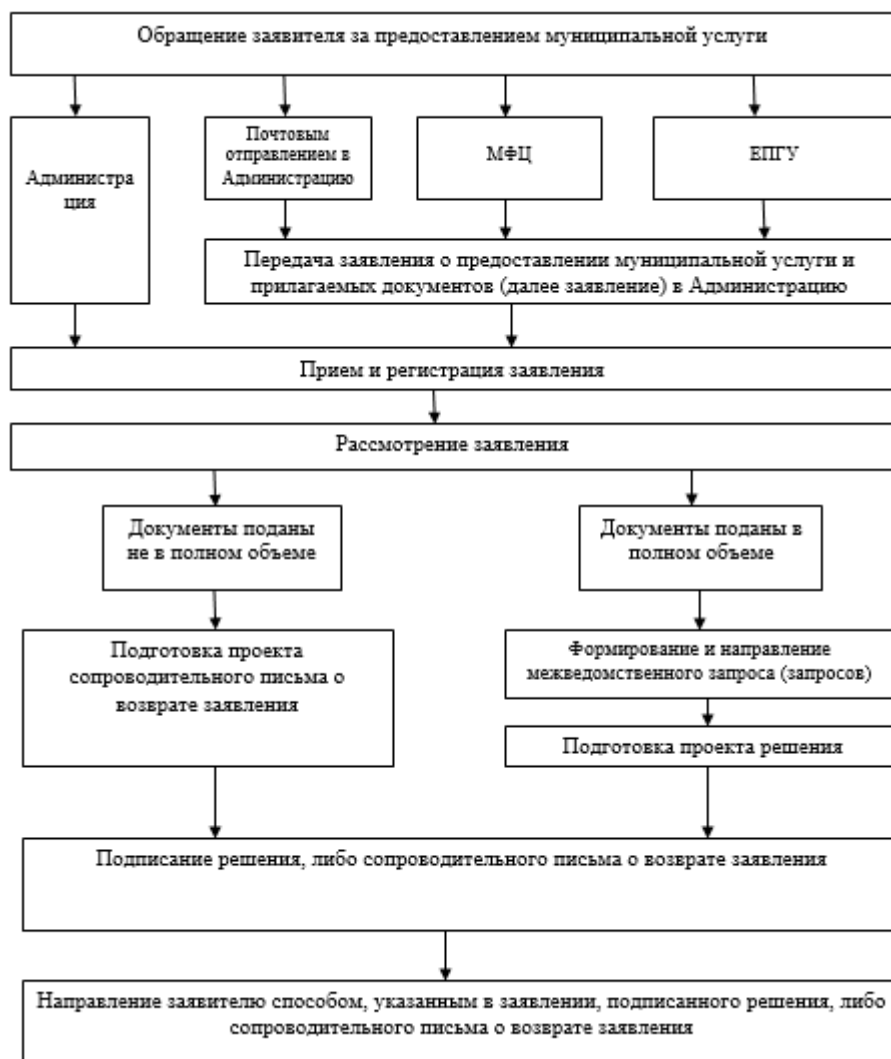 Обращение заявителя за предоставлением муниципальной услуги
Администра
ция
Почтовым
отправлением в
Администрацию
МФЦ
ЕПГУ
Передача заявления о предоставлении муниципальной услуги и
прилагаемых документов (далее заявление) в Администрацию
Прием и регистрация заявления
Рассмотрение заявления
Документы поданы
не в полном объеме
Документы поданы в
полном объеме
Подготовка проекта
сопроводительного письма о
возврате заявления
Формирование и направление
межведомственного запроса (запросов)
Подготовка проекта решения
Подписание решения, либо сопроводительного письма о возврате заявления
Направление заявителю способом, указанным в заявлении, подписанного решения, либо
сопроводительного письма о возврате заявления